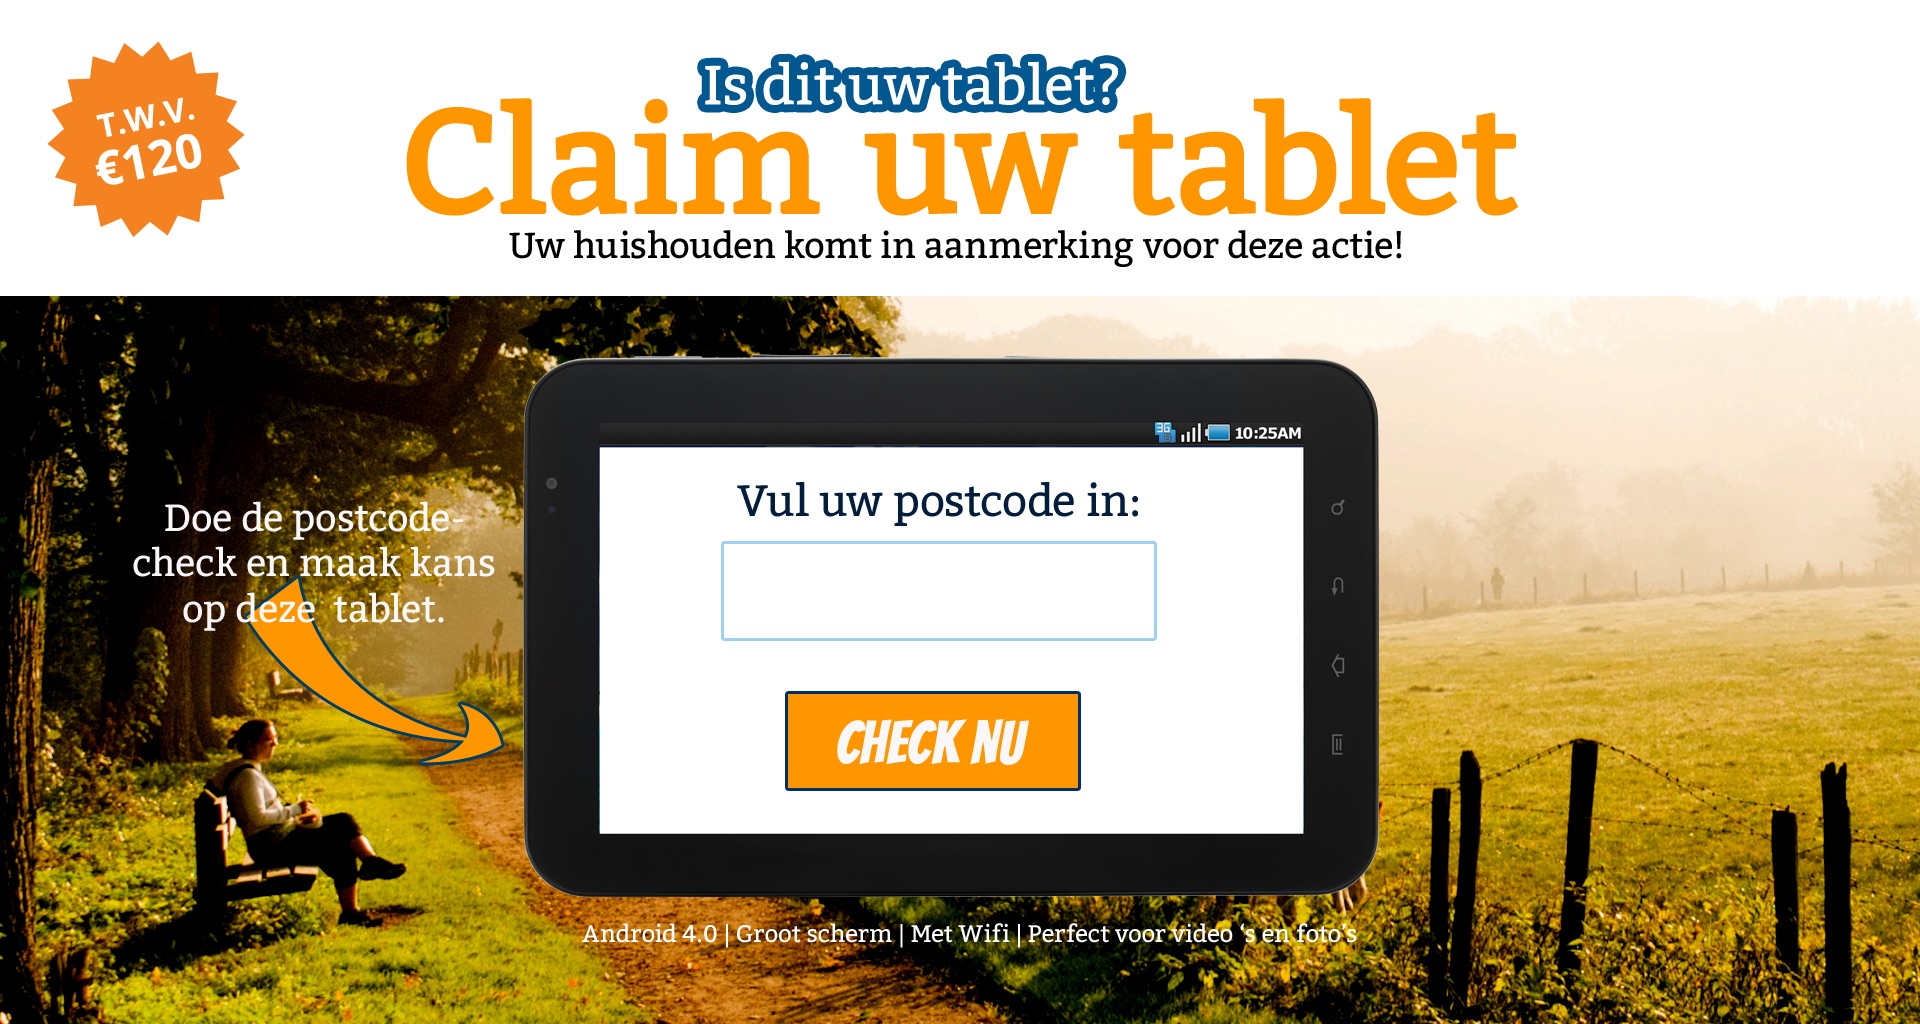 T.W.V.
€120
Is dit uw tablet?
Claim uw tablet
Uw huishouden komt in aanmerking voor deze actie!
3G
10:25AM
Vul uw postcode in:
Doe de postcode-
check en maak kans
op deze tablet.
CHECK NU
Android 4.0 | Groot scherm | Met Wifi | Perfect voor video ‘s en foto’s